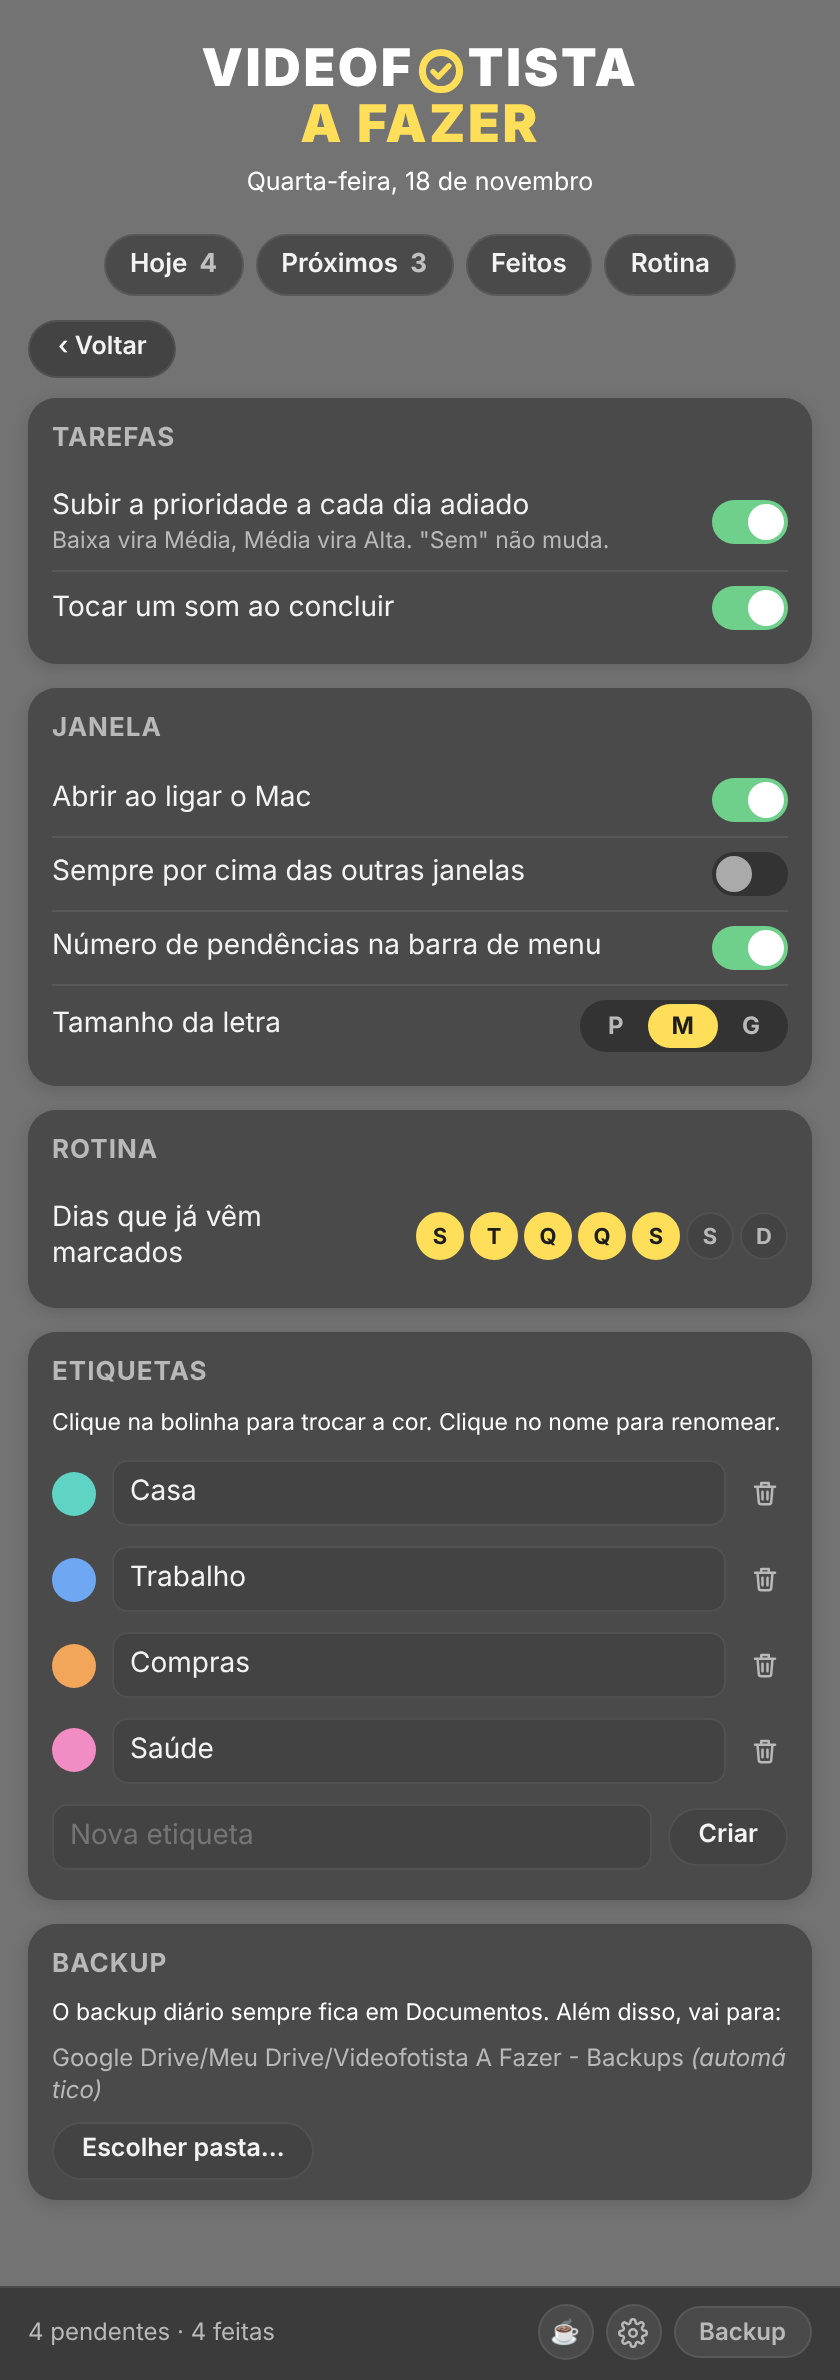 VIDEOFOTISTA
A FAZER
Quarta-feira, 18 de novembro
Hoje 4 Próximos 3 Feitos Rotina
‹ Voltar
TAREFAS
Subir a prioridade a cada dia adiado
Baixa vira Média, Média vira Alta. "Sem" não muda.
Tocar um som ao concluir
JANELA
Abrir ao ligar o Mac
Sempre por cima das outras janelas
Número de pendências na barra de menu
Tamanho da letra P M G
ROTINA
Dias que já vêm
marcados
S T Q Q S S D
ETIQUETAS
Clique na bolinha para trocar a cor. Clique no nome para renomear.
Casa
Trabalho
Compras
Saúde
Nova etiqueta Criar
BACKUP
O backup diário sempre fica em Documentos. Além disso, vai para:
Google Drive/Meu Drive/Videofotista A Fazer - Backups (automá
tico)
Escolher pasta...
4 pendentes · 4 feitas Backup